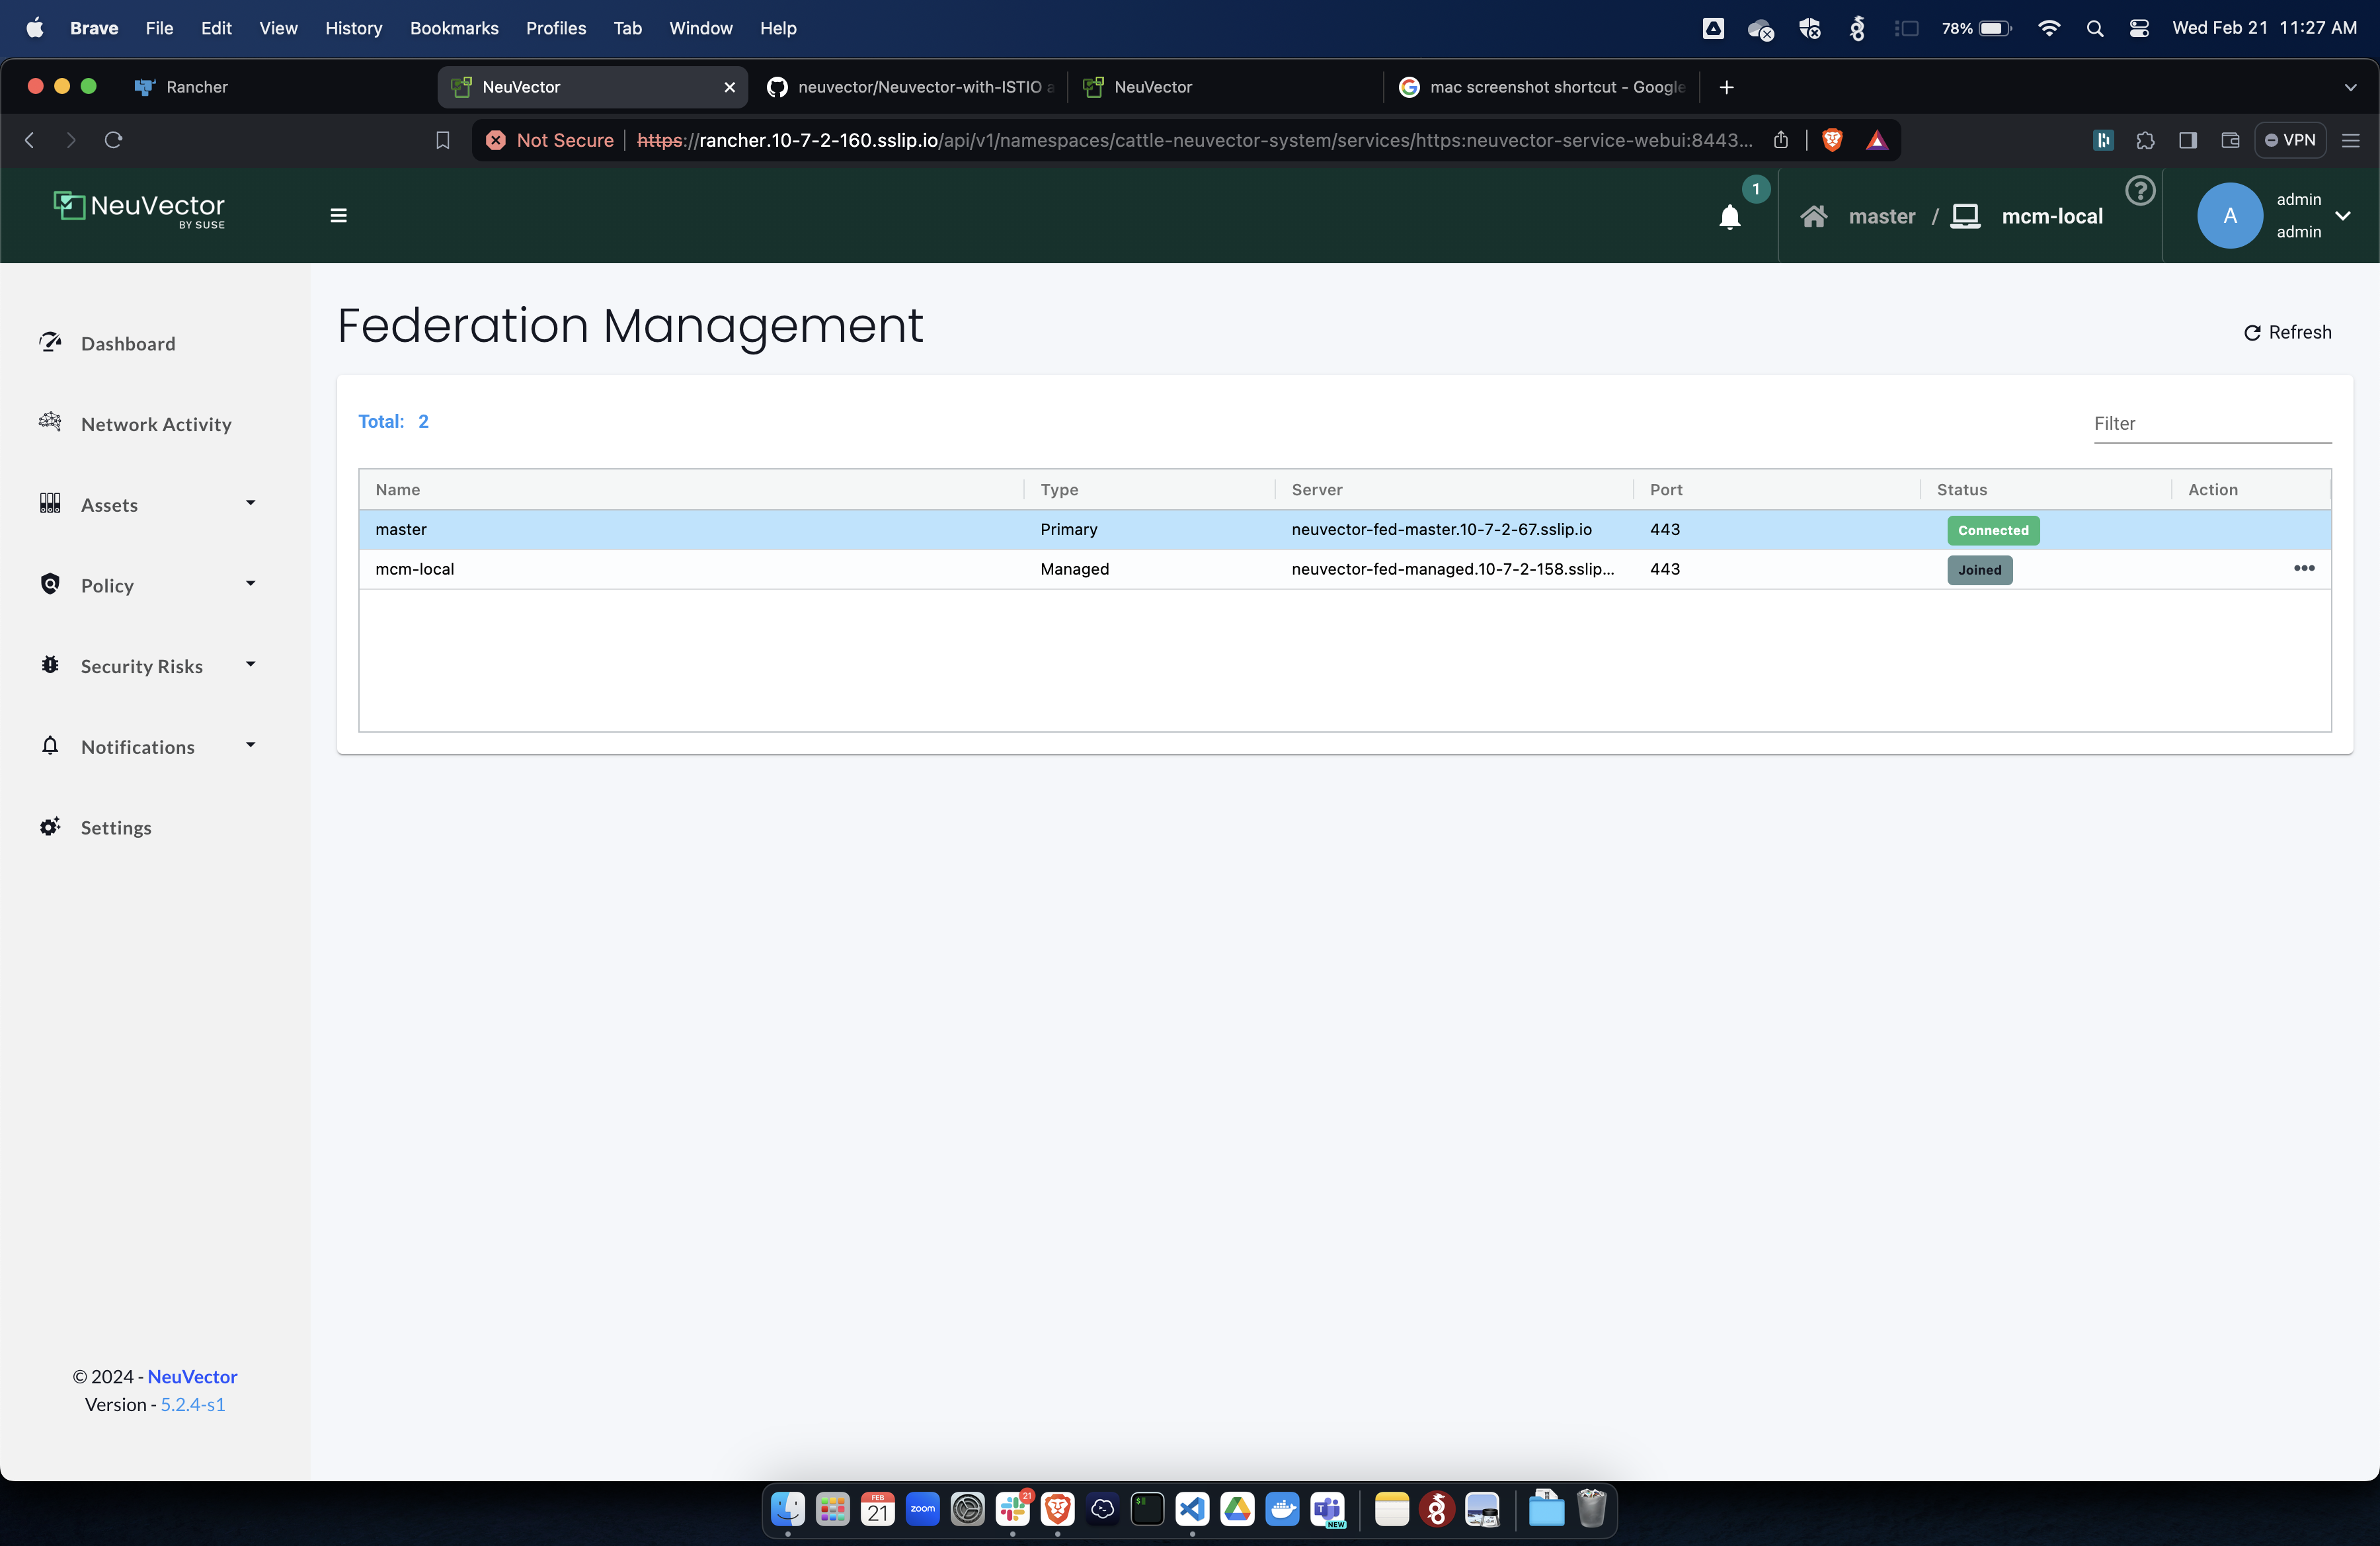 Brave File Edit View History Bookmarks Profiles Tab Window Help 78% Wed Feb 21 11:27 AM
Rancher NeuVector neuvector/Neuvector-with-ISTIO a NeuVector mac screenshot shortcut - Google
Not Secure https://rancher.10-7-2-160.sslip.io/api/v1/namespaces/cattle-neuvector-system/services/https:neuvector-service-webui:8443... VPN
NeuVector
BY SUSE
1
master / mcm-local
?
A
admin
admin
Dashboard
Network Activity
Assets
Policy
Security Risks
Notifications
Settings
© 2024 - NeuVector
Version - 5.2.4-s1
Federation Management
Refresh
Total: 2
Filter
Name Type Server Port Status Action
master Primary neuvector-fed-master.10-7-2-67.sslip.io 443 Connected
mcm-local Managed neuvector-fed-managed.10-7-2-158.sslip... 443 Joined
FEB
21
zoom
21
$
T
NEW